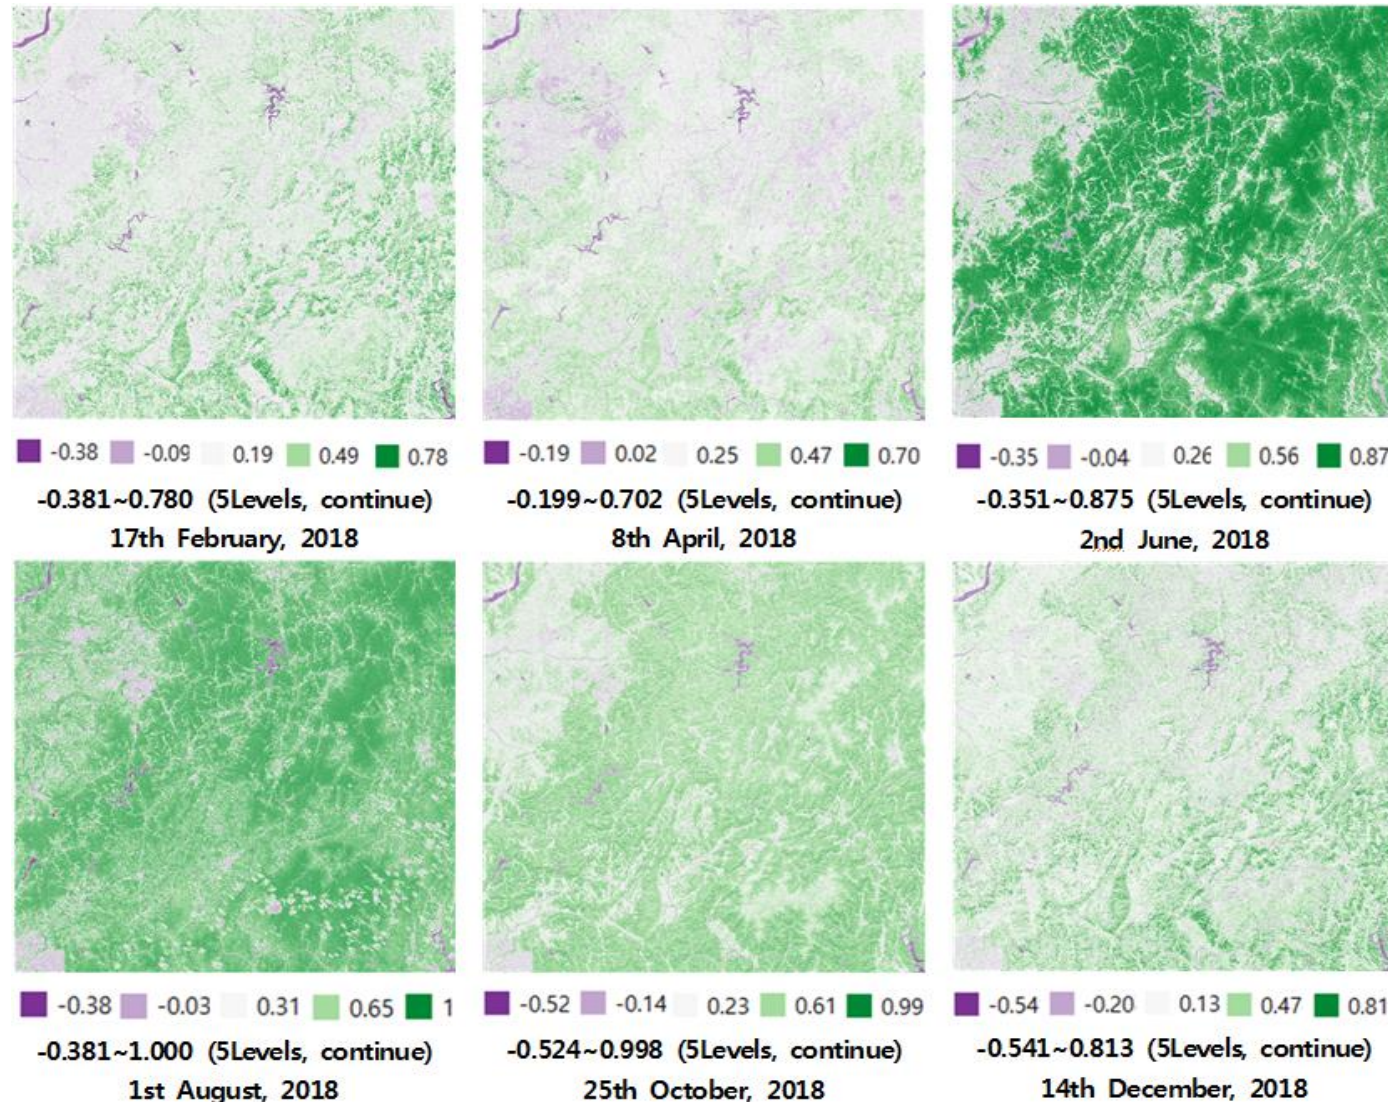 -0.38 -0.09 0.19 0.49 0.78
-0.381~0.780 (5Levels, continue)
17th February, 2018
-0.19 0.02 0.25 0.47 0.70
-0.199~0.702 (5Levels, continue)
8th April, 2018
-0.35 -0.04 0.26 0.56 0.87
-0.351~0.875 (5Levels, continue)
2nd June, 2018
-0.38 -0.03 0.31 0.65 1
-0.381~1.000 (5Levels, continue)
1st August, 2018
-0.52 -0.14 0.23 0.61 0.99
-0.524~0.998 (5Levels, continue)
25th October, 2018
-0.54 -0.20 0.13 0.47 0.81
-0.541~0.813 (5Levels, continue)
14th December, 2018